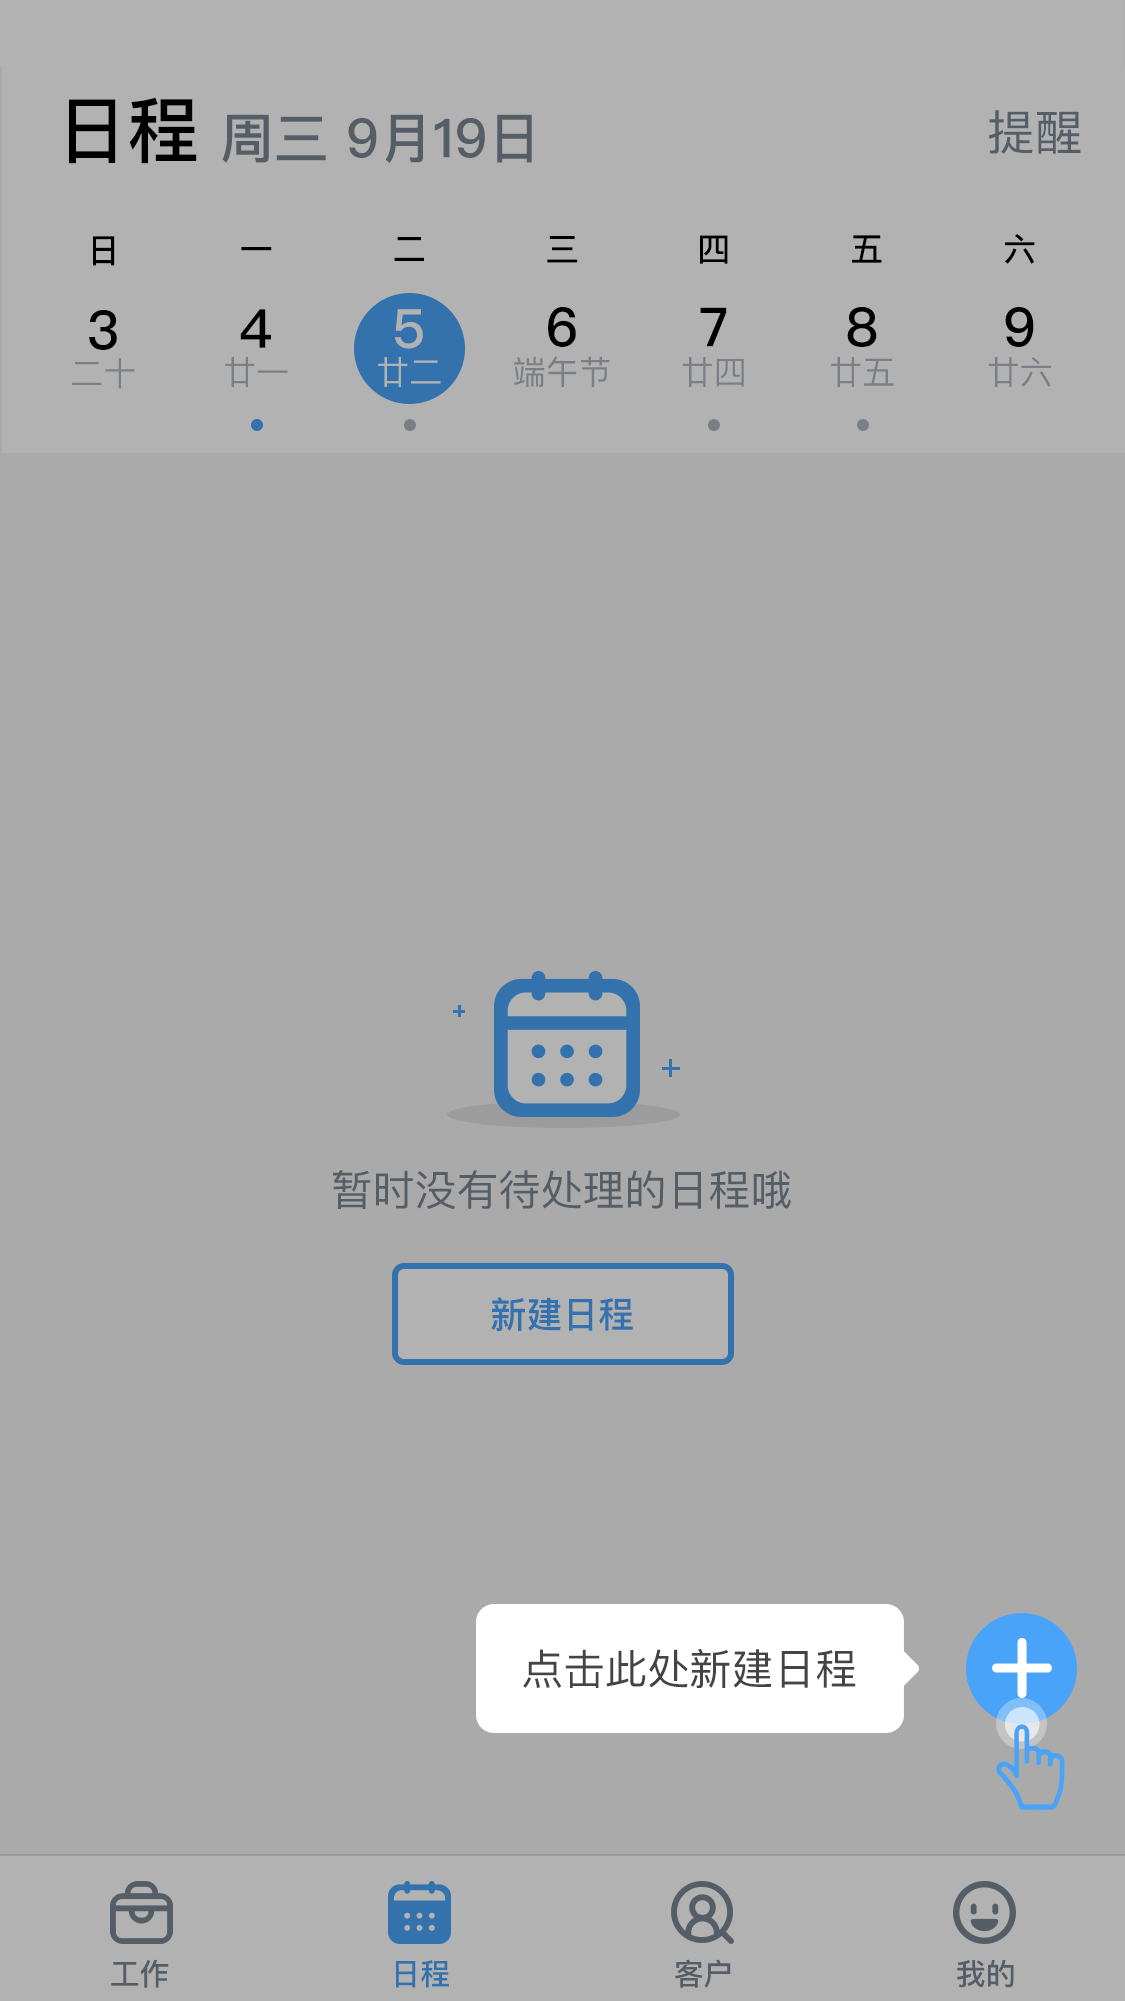 日程 周三 9月19日 提醒
日 一 二 三 四 五 六
3 4 5 6 7 8 9
二十 廿一 廿二 端午节 廿四 廿五 廿六
暂时没有待处理的日程哦
新建日程
点击此处新建日程
工作 日程 客户 我的